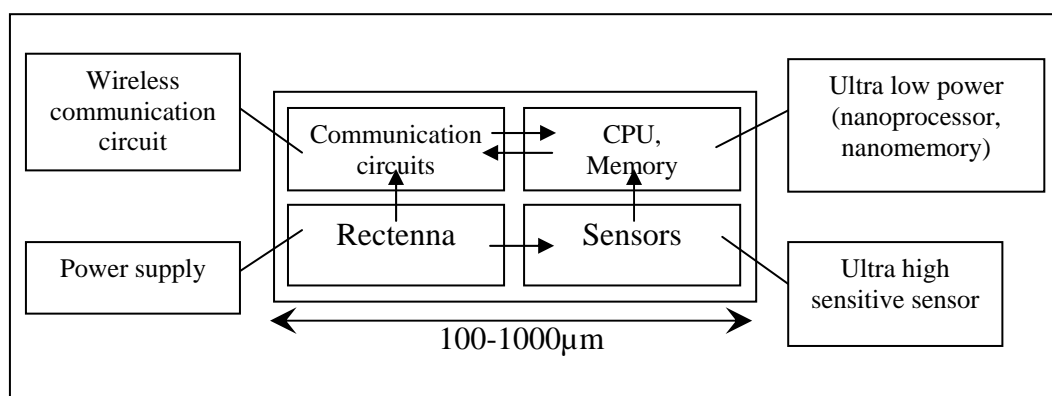 Wireless
communication
circuit
Communication
circuits
CPU,
Memory
Ultra low power
(nanoprocessor,
nanomemory)
Power supply
Rectenna
Sensors
Ultra high
sensitive sensor
100-1000µm